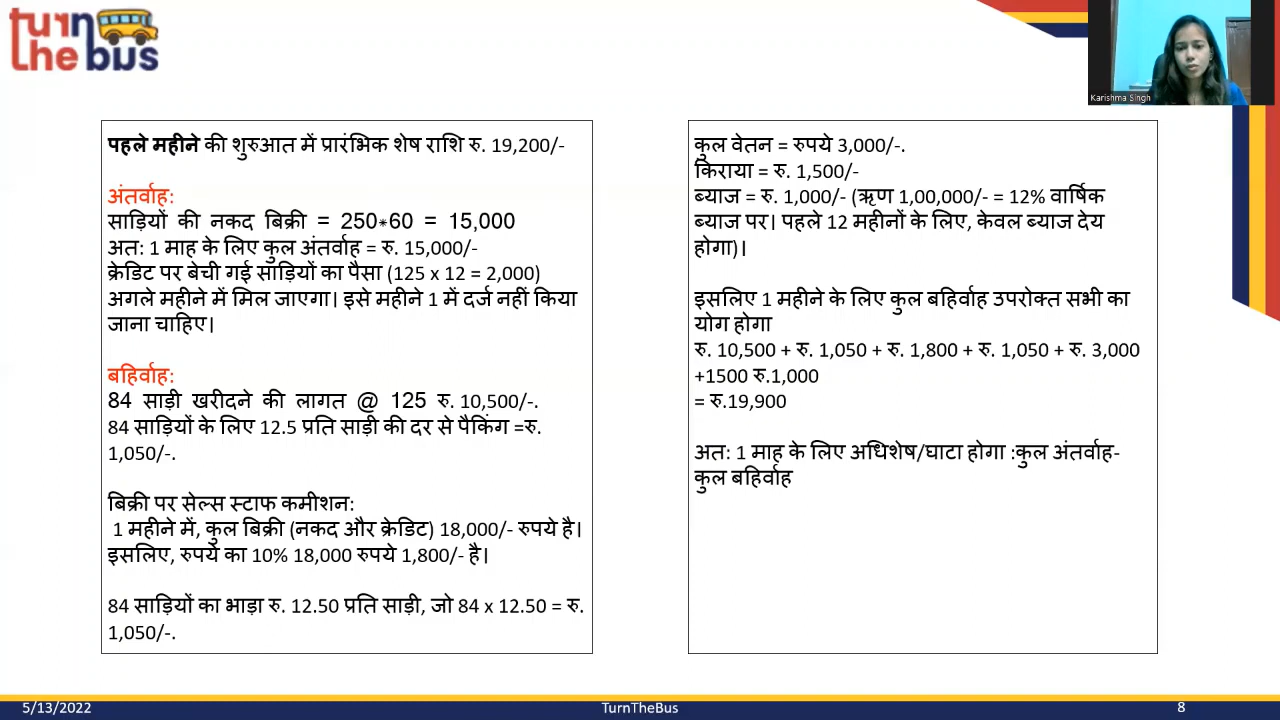 turn
the bus
Karishma Singh
पहले महीने की शुरुआत में प्रारंभिक शेष राशि रु. 19,200/-
अंतर्वाह:
साड़ियों की नकद बिक्री = 250*60 = 15,000
अत: 1 माह के लिए कुल अंतर्वाह = रु. 15,000/-
क्रेडिट पर बेची गई साड़ियों का पैसा (125 x 12 = 2,000)
अगले महीने में मिल जाएगा। इसे महीने 1 में दर्ज नहीं किया
जाना चाहिए।
बहिर्वाह:
84 साड़ी खरीदने की लागत @ 125 रु. 10,500/-.
84 साड़ियों के लिए 12.5 प्रति साड़ी की दर से पैकिंग =रु.
1,050/-.
बिक्री पर सेल्स स्टाफ कमीशन:
1 महीने में, कुल बिक्री (नकद और क्रेडिट) 18,000/- रुपये है।
इसलिए, रुपये का 10% 18,000 रुपये 1,800/- है।
84 साड़ियों का भाड़ा रु. 12.50 प्रति साड़ी, जो 84 x 12.50 = रु.
1,050/-.
कुल वेतन = रुपये 3,000/-.
किराया = रु. 1,500/-
ब्याज = रु. 1,000/- (ऋण 1,00,000/- = 12% वार्षिक
ब्याज पर। पहले 12 महीनों के लिए, केवल ब्याज देय
होगा)।
इसलिए 1 महीने के लिए कुल बहिर्वाह उपरोक्त सभी का
योग होगा
रु. 10,500 + रु. 1,050 + रु. 1,800 + रु. 1,050 + रु. 3,000
+1500 रु.1,000
= रु.19,900
अत: 1 माह के लिए अधिशेष/घाटा होगा :कुल अंतर्वाह-
कुल बहिर्वाह
5/13/2022
TurnTheBus
8